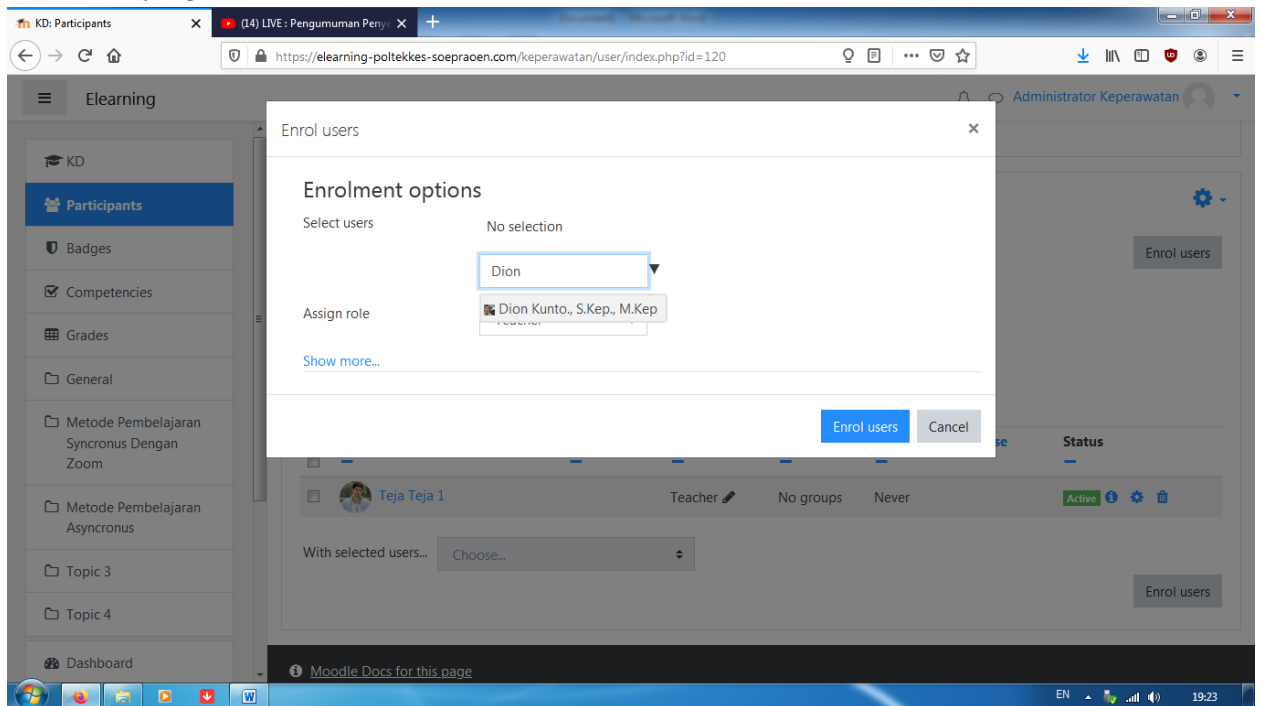 KD: Participants
(14) LIVE : Pengumuman Penye
https://elearning-poltekkes-soepraoen.com/keperawatan/user/index.php?id=120
Elearning
Administrator Keperawatan
KD
Participants
Badges
Competencies
Grades
General
Metode Pembelajaran
Syncronus Dengan
Zoom
Metode Pembelajaran
Asyncronus
Topic 3
Topic 4
Dashboard
Enrol users
Enrolment options
Select users
No selection
Dion
Dion Kunto., S.Kep., M.Kep
Assign role
Teacher
Show more...
Enrol users
Cancel
Enrol users
se
Status
Teja Teja 1
Teacher
No groups
Never
Active
With selected users...
Choose...
Enrol users
Moodle Docs for this page
EN
19:23